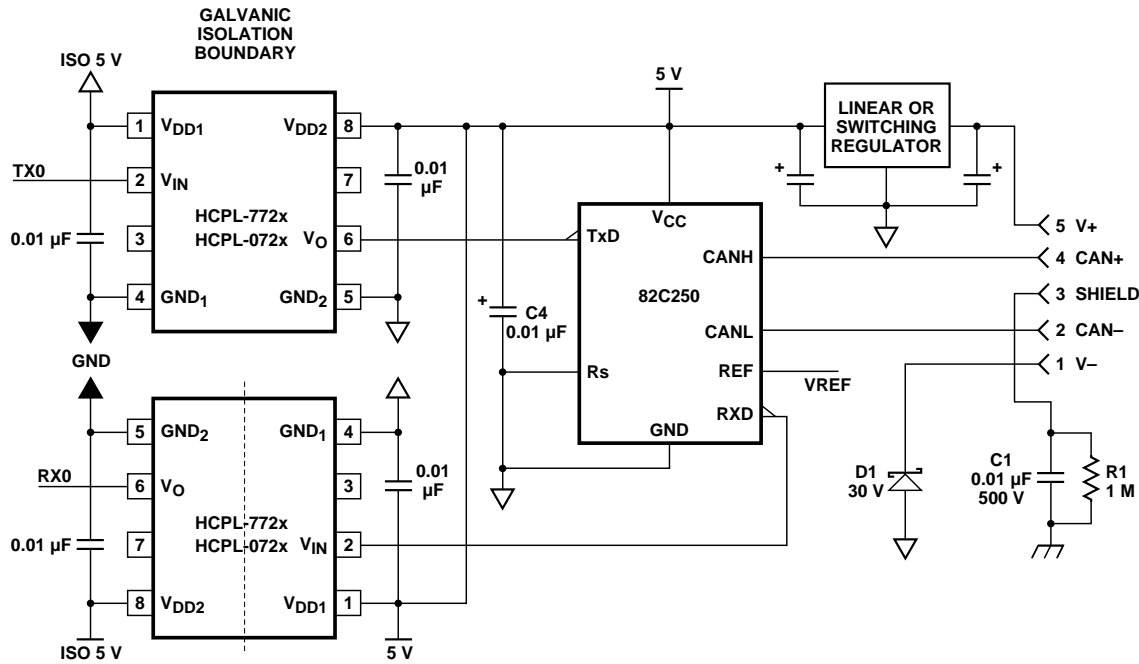 GALVANIC
ISOLATION
BOUNDARY
ISO 5 V
5 V
LINEAR OR
SWITCHING
REGULATOR
1 VDD1
VDD2 8
TX0
2 VIN
7
0.01
µF
+
+
VCC
HCPL-772x
HCPL-072x
3
VO 6
TxD
0.01 µF
CANH
5 V+
4 CAN+
4 GND1
GND2 5
+
C4
0.01 µF
82C250
3 SHIELD
CANL
2 CAN–
GND
Rs
REF
VREF
1 V–
RXD
5 GND2
GND1 4
GND
0.01
µF
RX0
6 VO
3
D1
30 V
C1
0.01 µF
500 V
R1
1 M
HCPL-772x
HCPL-072x
0.01 µF
7
VIN 2
8 VDD2
VDD1 1
ISO 5 V
5 V